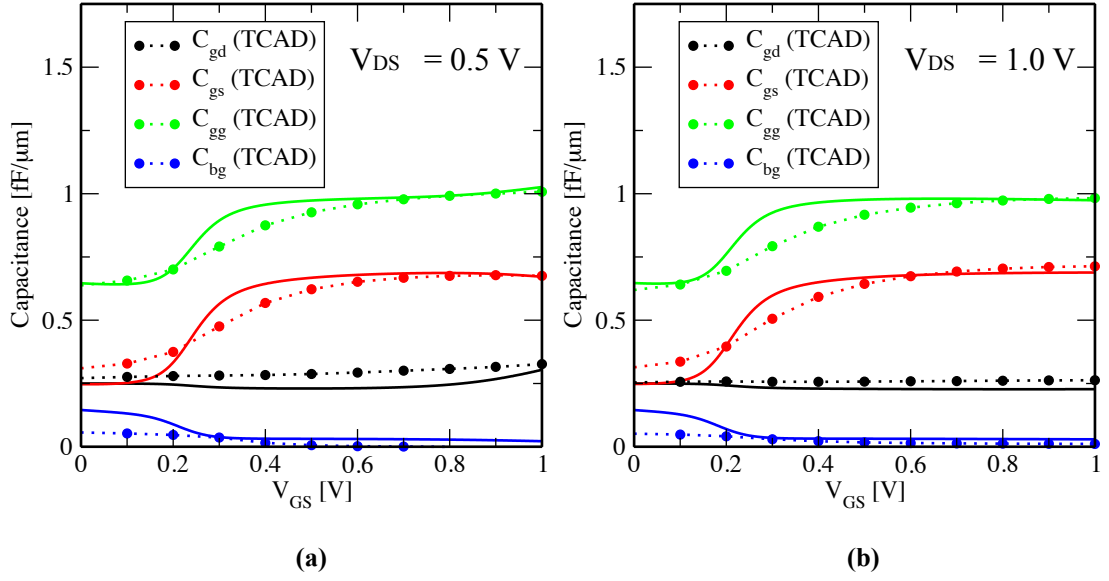 C_gd (TCAD)
C_gs (TCAD)
C_gg (TCAD)
C_bg (TCAD)
V_DS = 0.5 V
Capacitance [fF/μm]
1.5
1
0.5
0
0 0.2 0.4 0.6 0.8 1
V_GS [V]
(a)
C_gd (TCAD)
C_gs (TCAD)
C_gg (TCAD)
C_bg (TCAD)
V_DS = 1.0 V
Capacitance [fF/μm]
1.5
1
0.5
0
0 0.2 0.4 0.6 0.8 1
V_GS [V]
(b)